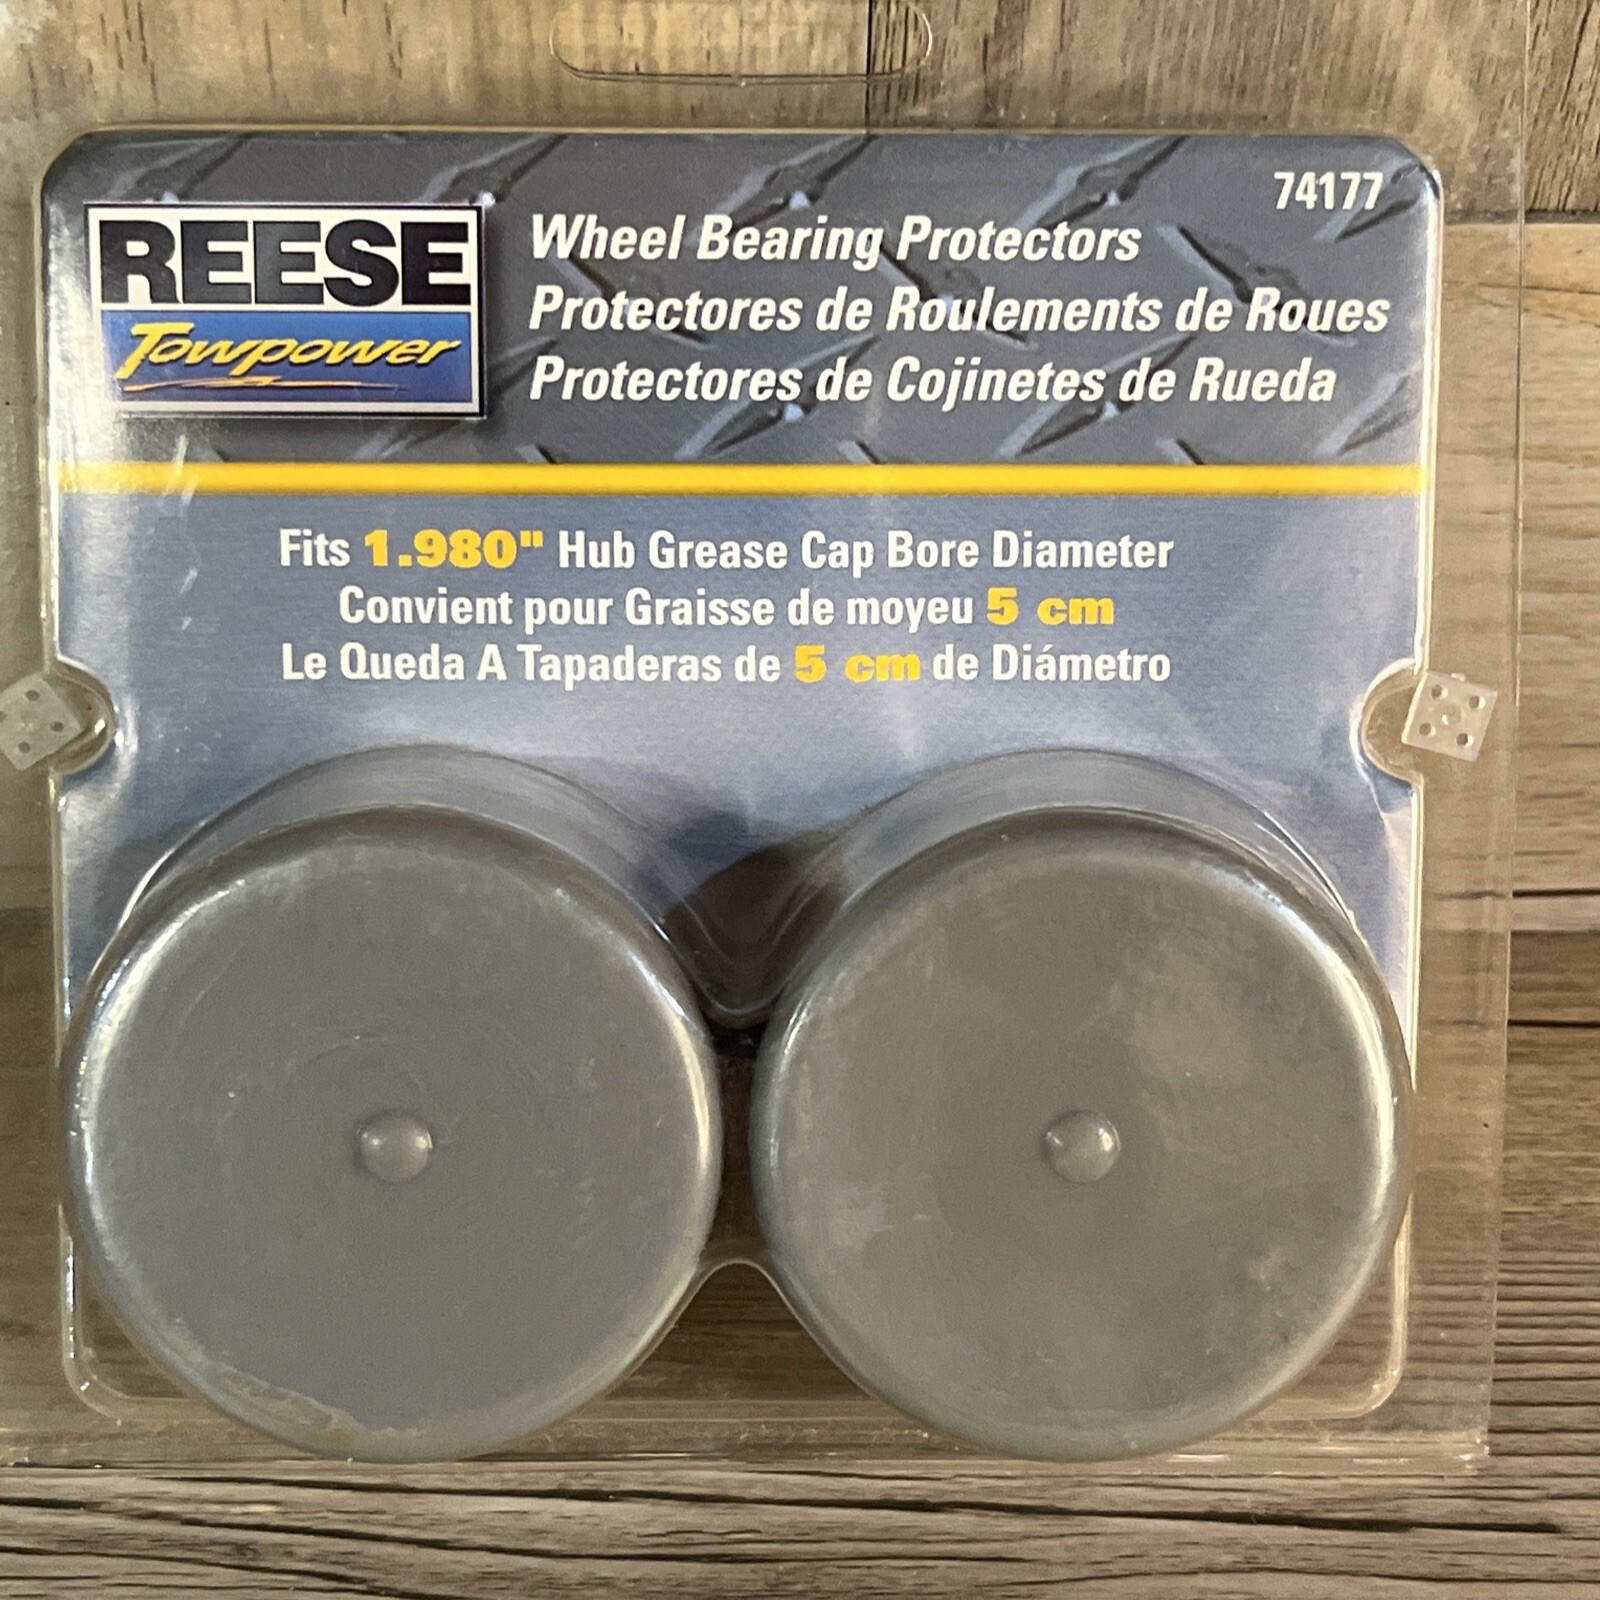 74177
REESE
Towpower
Wheel Bearing Protectors
Protectores de Roulements de Roues
Protectores de Cojinetes de Rueda
Fits 1.980" Hub Grease Cap Bore Diameter
Convient pour Graisse de moyeu 5 cm
Le Queda A Tapaderas de 5 cm de Diámetro